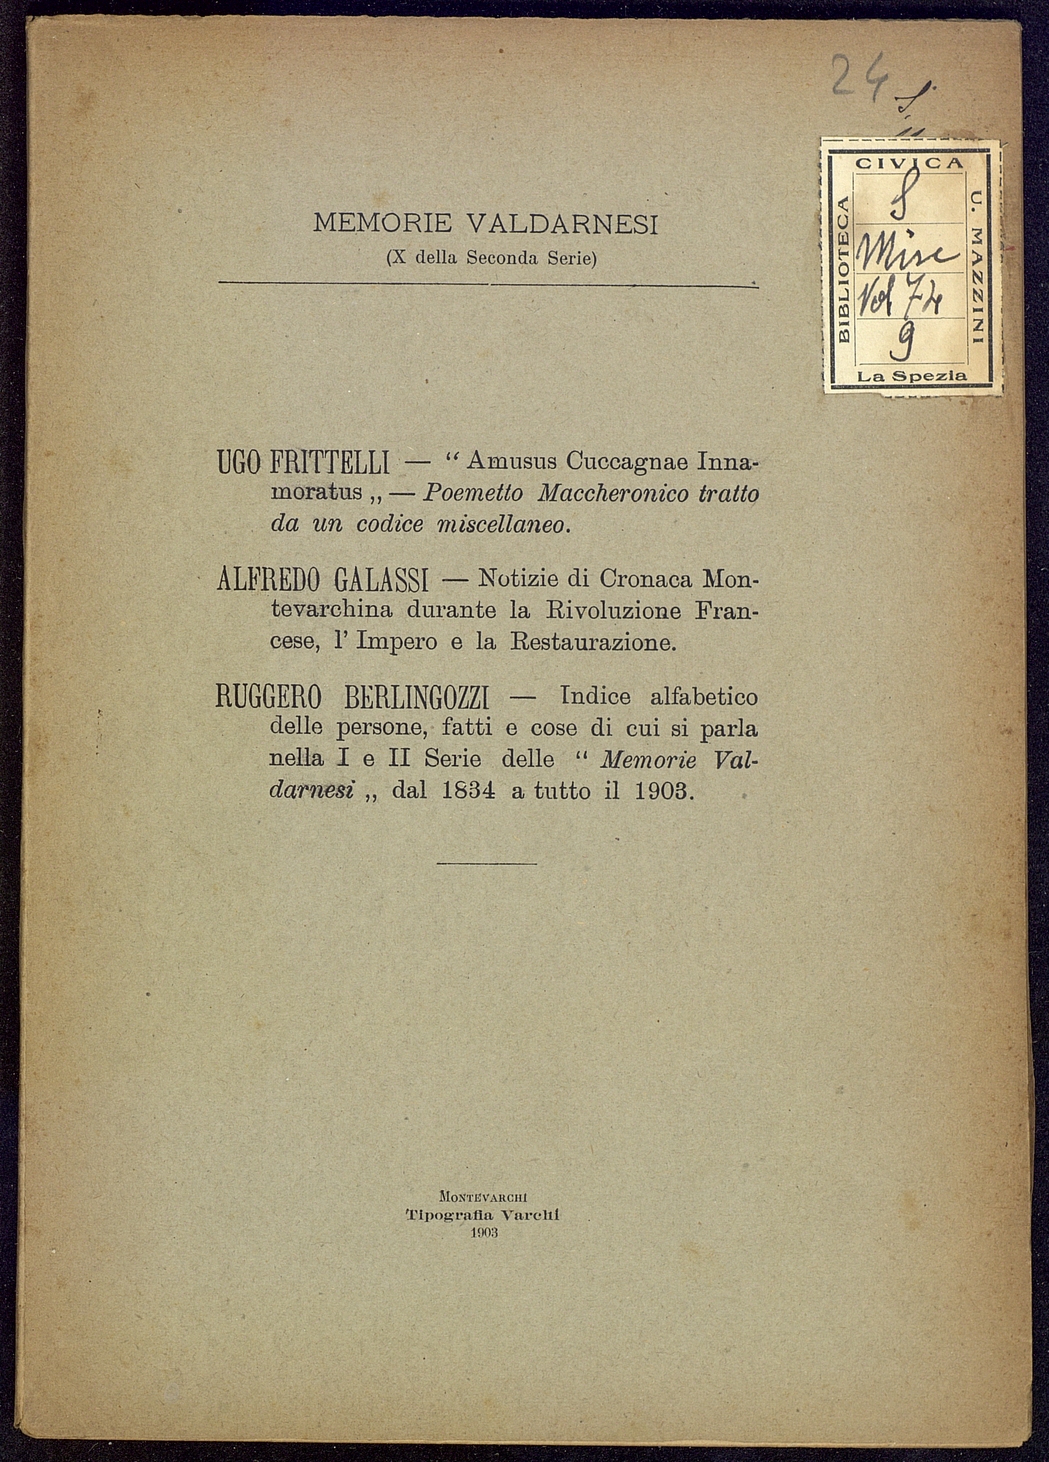 24
S
CIVICA
BIBLIOTECA
U. MAZZINI
S
Misc
Vol 74
9
La Spezia
MEMORIE VALDARNESI
(X della Seconda Serie)
UGO FRITTELLI — “ Amusus Cuccagnae Inna-
moratus „ — Poemetto Maccheronico tratto
da un codice miscellaneo.
ALFREDO GALASSI — Notizie di Cronaca Mon-
tevarchina durante la Rivoluzione Fran-
cese, l' Impero e la Restaurazione.
RUGGERO BERLINGOZZI — Indice alfabetico
delle persone, fatti e cose di cui si parla
nella I e II Serie delle “ Memorie Val-
darnesi „ dal 1834 a tutto il 1903.
MONTEVARCHI
Tipografia Varchi
1903